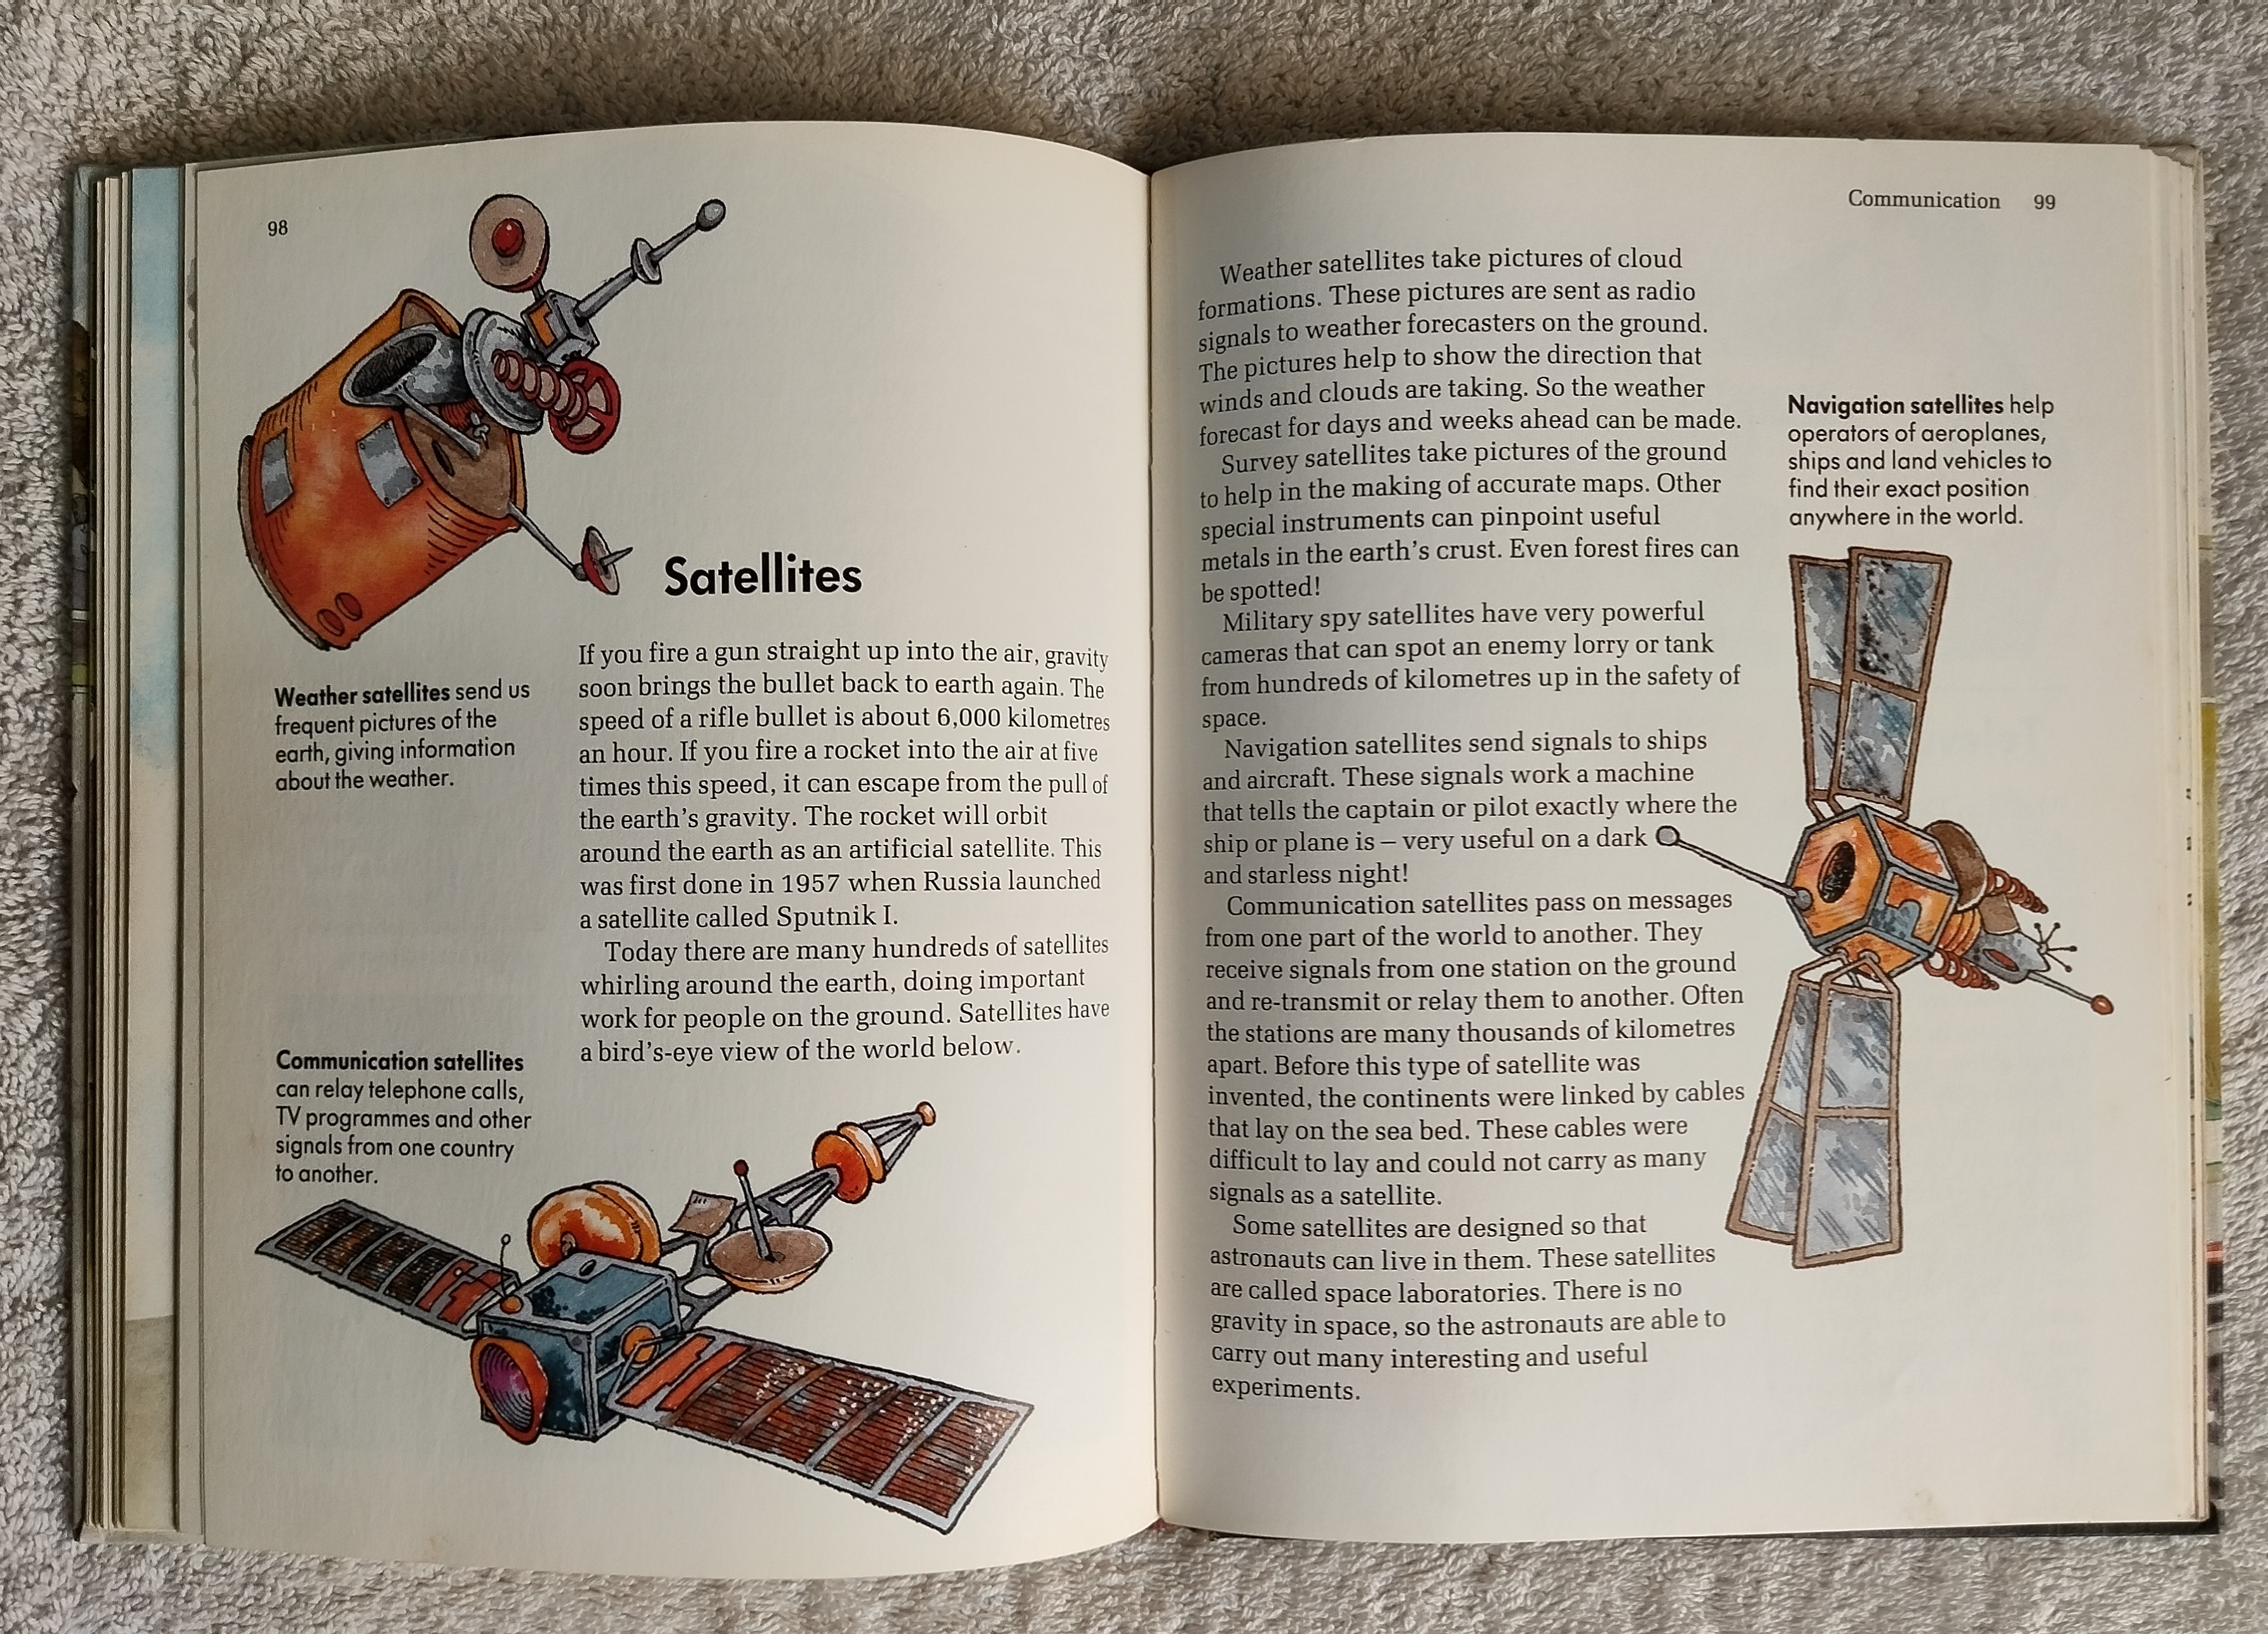 98
Satellites
Weather satellites send us
frequent pictures of the
earth, giving information
about the weather.
If you fire a gun straight up into the air, gravity
soon brings the bullet back to earth again. The
speed of a rifle bullet is about 6,000 kilometres
an hour. If you fire a rocket into the air at five
times this speed, it can escape from the pull of
the earth's gravity. The rocket will orbit
around the earth as an artificial satellite. This
was first done in 1957 when Russia launched
a satellite called Sputnik I.
Today there are many hundreds of satellites
whirling around the earth, doing important
work for people on the ground. Satellites have
a bird's-eye view of the world below.
Communication satellites
can relay telephone calls,
TV programmes and other
signals from one country
to another.
Communication 99
Weather satellites take pictures of cloud
formations. These pictures are sent as radio
signals to weather forecasters on the ground.
The pictures help to show the direction that
winds and clouds are taking. So the weather
forecast for days and weeks ahead can be made.
Survey satellites take pictures of the ground
to help in the making of accurate maps. Other
special instruments can pinpoint useful
metals in the earth's crust. Even forest fires can
be spotted!
Military spy satellites have very powerful
cameras that can spot an enemy lorry or tank
from hundreds of kilometres up in the safety of
space.
Navigation satellites send signals to ships
and aircraft. These signals work a machine
that tells the captain or pilot exactly where the
ship or plane is – very useful on a dark
and starless night!
Communication satellites pass on messages
from one part of the world to another. They
receive signals from one station on the ground
and re-transmit or relay them to another. Often
the stations are many thousands of kilometres
apart. Before this type of satellite was
invented, the continents were linked by cables
that lay on the sea bed. These cables were
difficult to lay and could not carry as many
signals as a satellite.
Some satellites are designed so that
astronauts can live in them. These satellites
are called space laboratories. There is no
gravity in space, so the astronauts are able to
carry out many interesting and useful
experiments.
Navigation satellites help
operators of aeroplanes,
ships and land vehicles to
find their exact position
anywhere in the world.